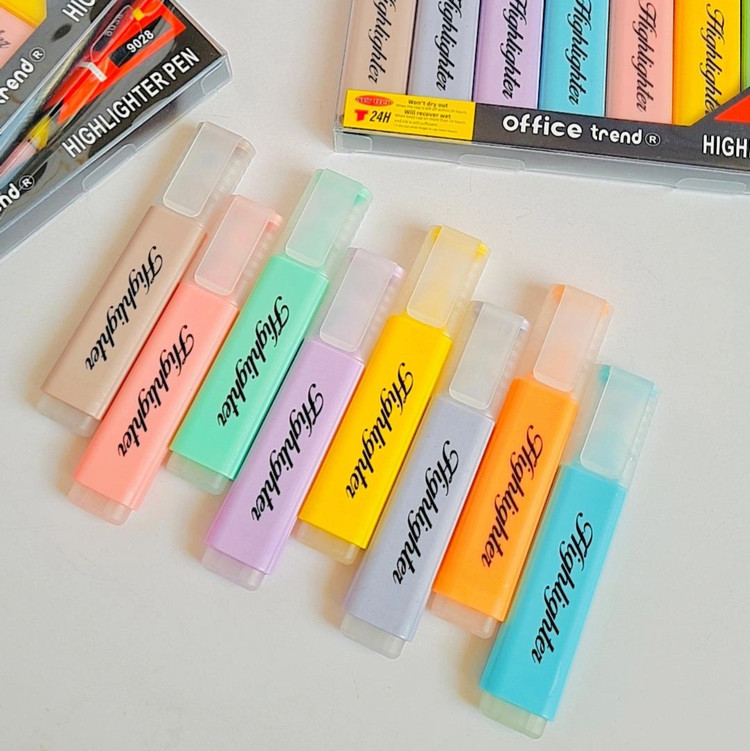 HIGHLIGHTER PEN
9028
trend®
Highlighter
Highlighter
Highlighter
Highlighter
Highlighter
Highlighter
24H
Won't dry out
Will recover wet
office trend®
HIGH
Highlighter
Highlighter
Highlighter
Highlighter
Highlighter
Highlighter
Highlighter
Highlighter